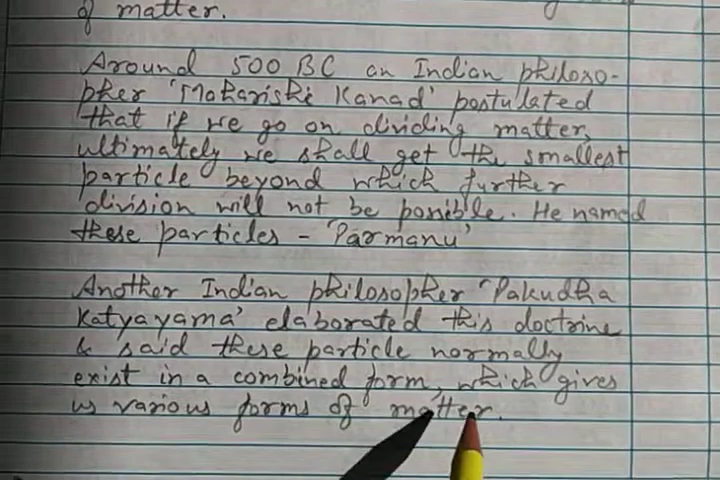 of matter.
Around 500 BC an Indian philoso-
pher 'Maharishi Kanad' postulated
that if we go on dividing matter,
ultimately we shall get the smallest
particle beyond which further
division will not be possible. He named
these particles - 'Parmanu'
Another Indian philosopher 'Pakudha
Katyayama' elaborated this doctrine
& said these particle normally
exist in a combined form, which gives
us various forms of matter.